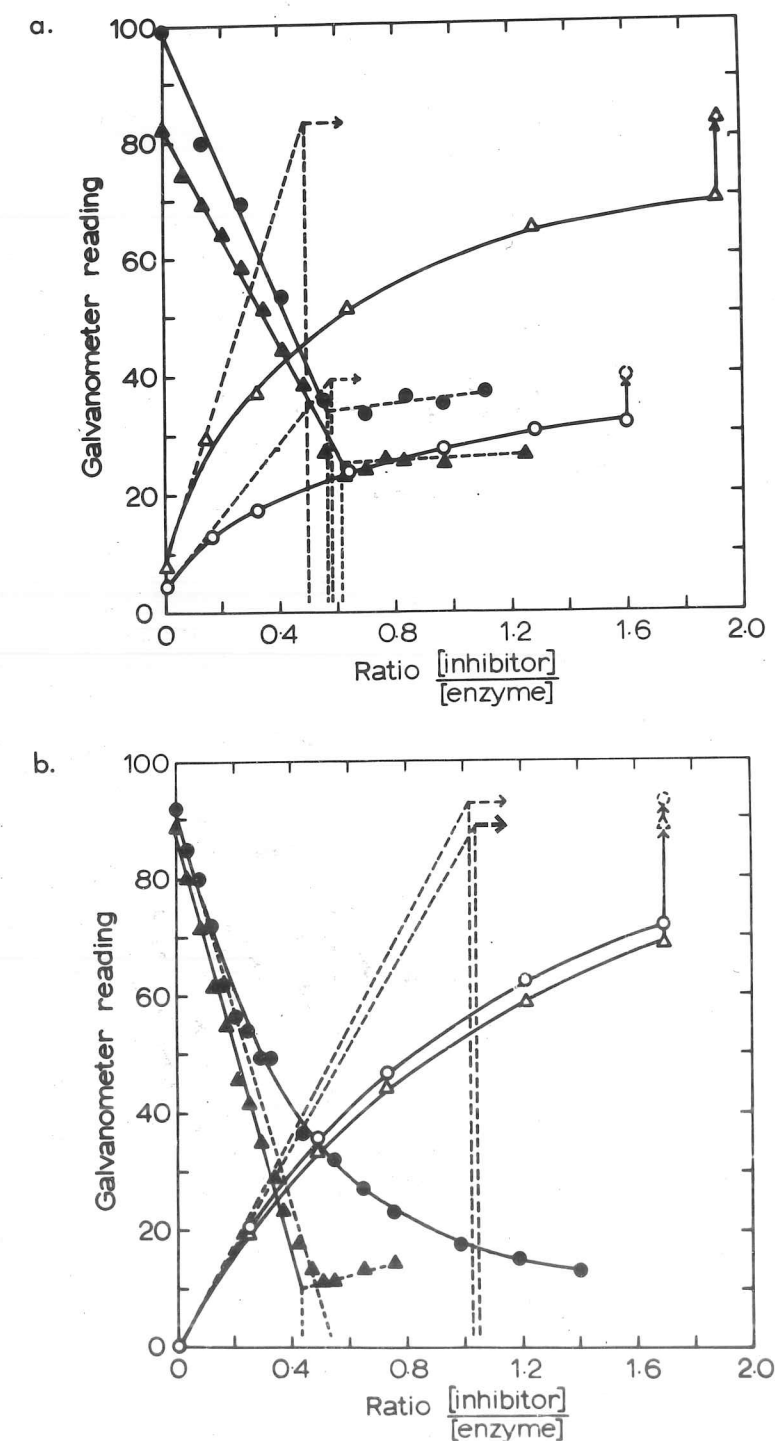 a.
100
80
60
40
20
0
Galvanometer reading
0 0·4 0·8 1·2 1·6 2·0
Ratio [inhibitor]
[enzyme]
b.
100
80
60
40
20
0
Galvanometer reading
0 0·4 0·8 1·2 1·6 2·0
Ratio [inhibitor]
[enzyme]